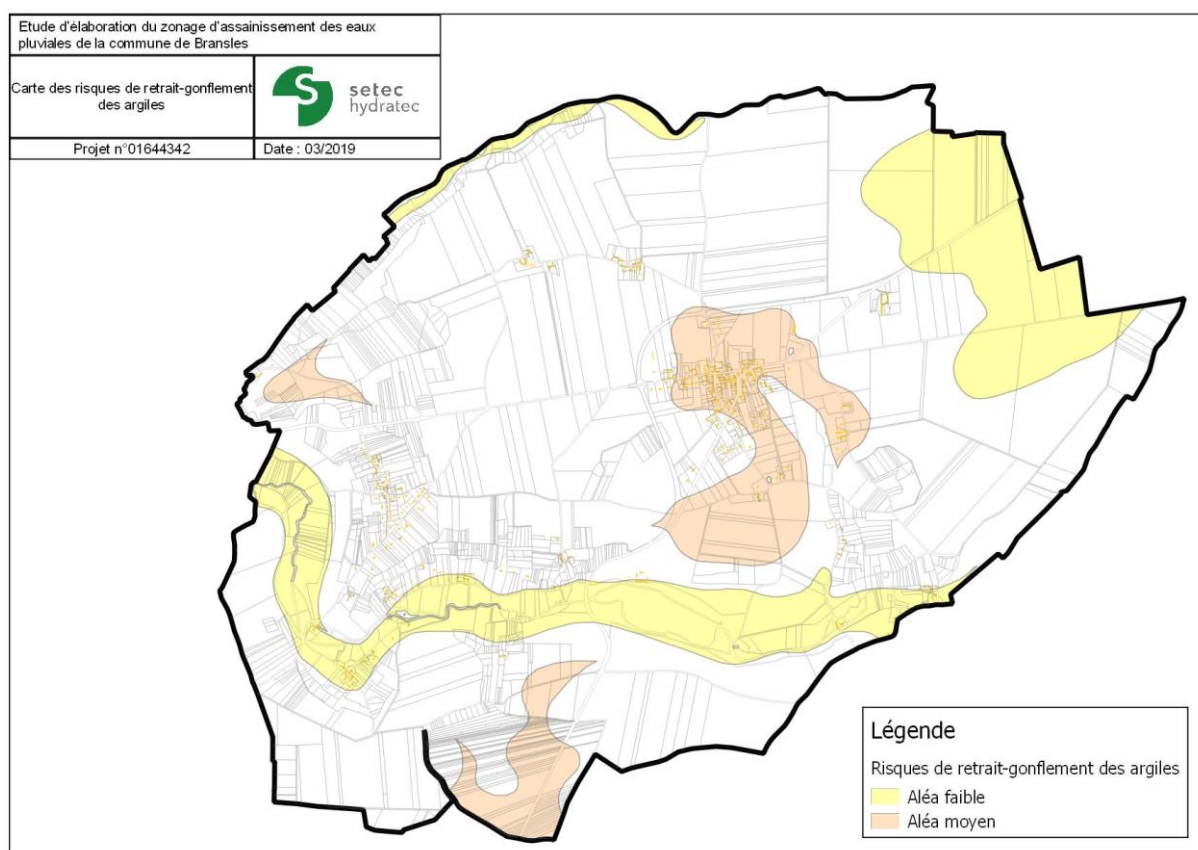 Etude d'élaboration du zonage d'assainissement des eaux
pluviales de la commune de Bransles
Carte des risques de retrait-gonflement
des argiles
setec
hydratec
Projet n°01644342
Date : 03/2019
Légende
Risques de retrait-gonflement des argiles
Aléa faible
Aléa moyen